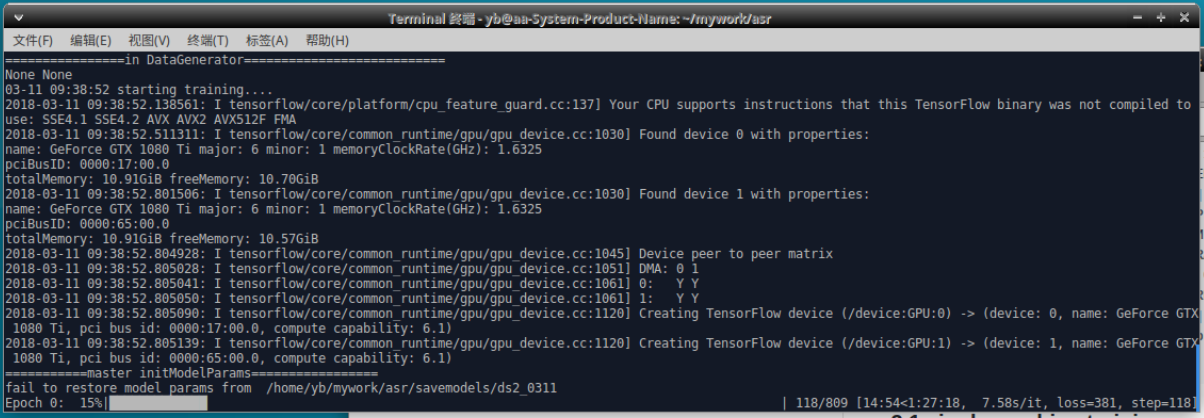 Terminal 终端 - yb@aa-System-Product-Name: ~/mywork/asr
文件(F) 编辑(E) 视图(V) 终端(T) 标签(A) 帮助(H)
================in DataGenerator===========================
None None
03-11 09:38:52 starting training....
2018-03-11 09:38:52.138561: I tensorflow/core/platform/cpu_feature_guard.cc:137] Your CPU supports instructions that this TensorFlow binary was not compiled to
use: SSE4.1 SSE4.2 AVX AVX2 AVX512F FMA
2018-03-11 09:38:52.511311: I tensorflow/core/common_runtime/gpu/gpu_device.cc:1030] Found device 0 with properties:
name: GeForce GTX 1080 Ti major: 6 minor: 1 memoryClockRate(GHz): 1.6325
pciBusID: 0000:17:00.0
totalMemory: 10.91GiB freeMemory: 10.70GiB
2018-03-11 09:38:52.801506: I tensorflow/core/common_runtime/gpu/gpu_device.cc:1030] Found device 1 with properties:
name: GeForce GTX 1080 Ti major: 6 minor: 1 memoryClockRate(GHz): 1.6325
pciBusID: 0000:65:00.0
totalMemory: 10.91GiB freeMemory: 10.57GiB
2018-03-11 09:38:52.804928: I tensorflow/core/common_runtime/gpu/gpu_device.cc:1045] Device peer to peer matrix
2018-03-11 09:38:52.805028: I tensorflow/core/common_runtime/gpu/gpu_device.cc:1051] DMA: 0 1
2018-03-11 09:38:52.805041: I tensorflow/core/common_runtime/gpu/gpu_device.cc:1061] 0:   Y Y
2018-03-11 09:38:52.805050: I tensorflow/core/common_runtime/gpu/gpu_device.cc:1061] 1:   Y Y
2018-03-11 09:38:52.805090: I tensorflow/core/common_runtime/gpu/gpu_device.cc:1120] Creating TensorFlow device (/device:GPU:0) -> (device: 0, name: GeForce GTX
 1080 Ti, pci bus id: 0000:17:00.0, compute capability: 6.1)
2018-03-11 09:38:52.805139: I tensorflow/core/common_runtime/gpu/gpu_device.cc:1120] Creating TensorFlow device (/device:GPU:1) -> (device: 1, name: GeForce GTX
 1080 Ti, pci bus id: 0000:65:00.0, compute capability: 6.1)
===========master initModelParams=================
fail to restore model params from  /home/yb/mywork/asr/savemodels/ds2_0311
Epoch 0:  15%| | 118/809 [14:54<1:27:18,  7.58s/it, loss=381, step=118]